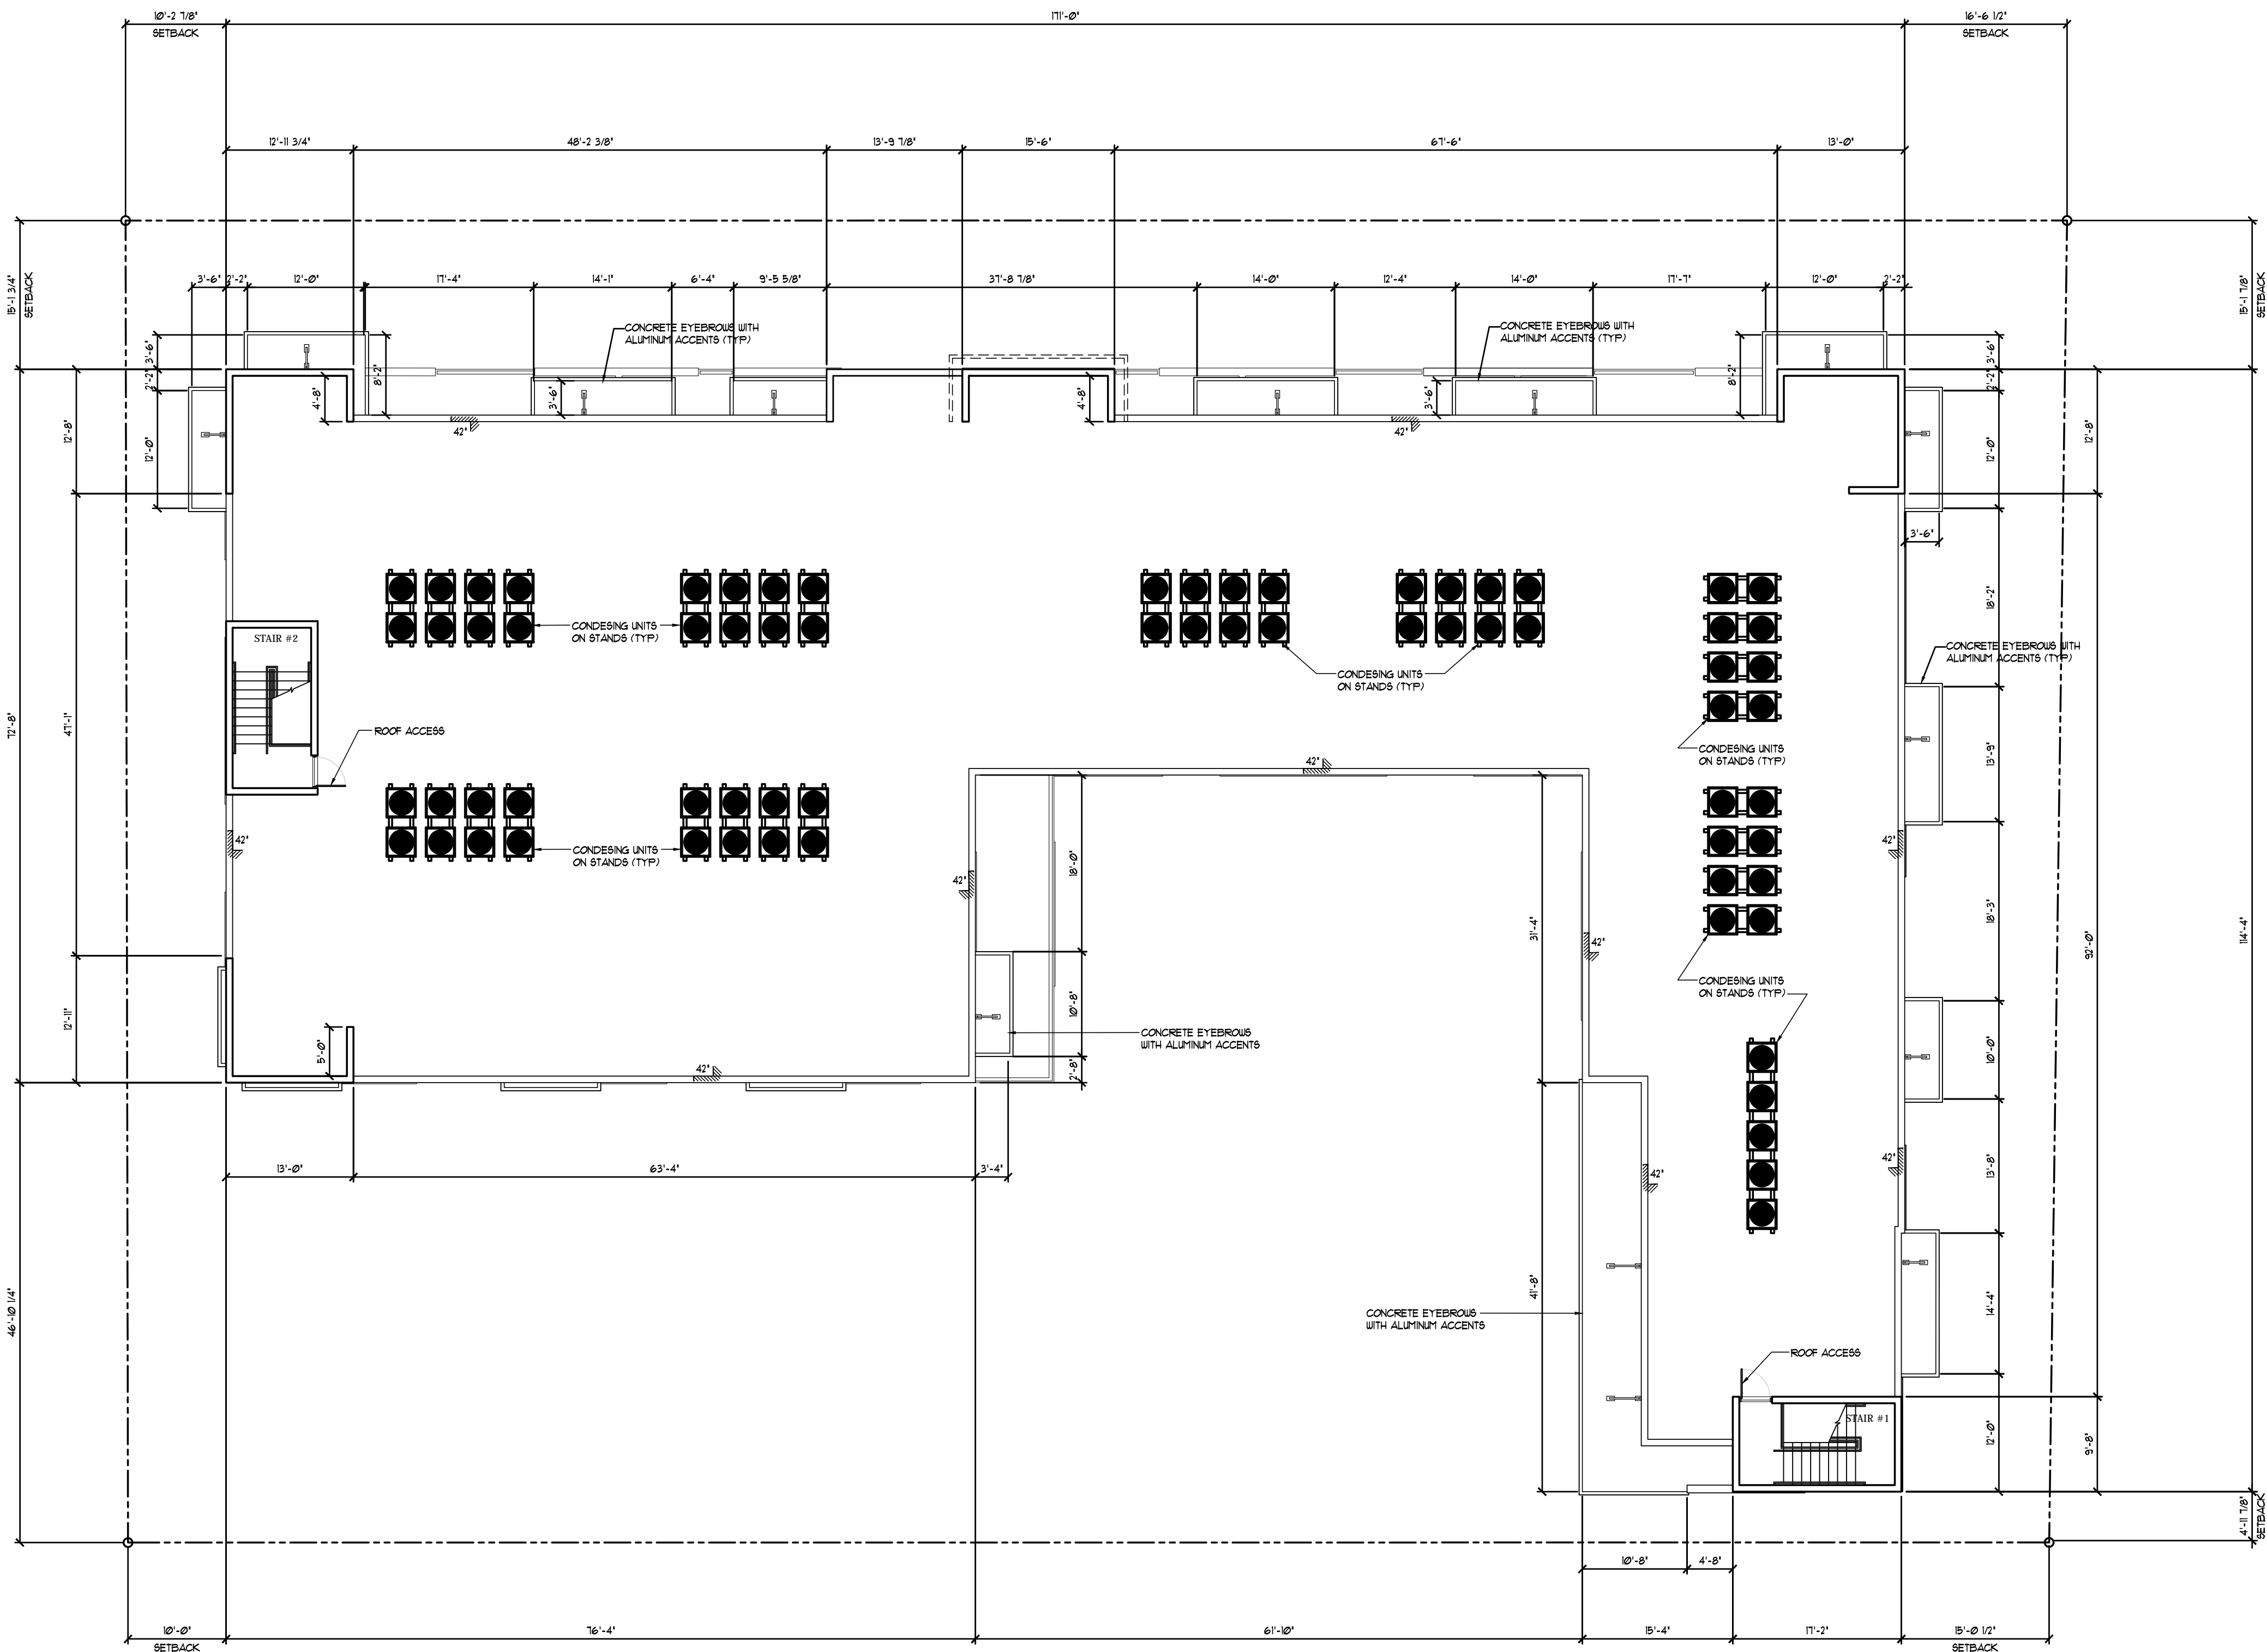 10'-2 7/8"
SETBACK
171'-0"
16'-6 1/2"
SETBACK
12'-11 3/4"
48'-2 3/8"
13'-9 7/8"
15'-6"
67'-6"
13'-0"
15'-1 3/4"
SETBACK
15'-1 7/8"
SETBACK
3'-6"
2'-2"
12'-0"
17'-4"
14'-1"
6'-4"
9'-5 5/8"
37'-8 7/8"
14'-0"
12'-4"
14'-0"
17'-7"
12'-0"
2'-2"
CONCRETE EYEBROWS WITH
ALUMINUM ACCENTS (TYP)
CONCRETE EYEBROWS WITH
ALUMINUM ACCENTS (TYP)
3'-6"
2'-2"
12'-0"
4'-8"
8'-2"
3'-6"
4'-8"
3'-6"
8'-2"
3'-6"
2'-2"
12'-0"
3'-6"
42"
42"
12'-8"
12'-8"
72'-8"
47'-1"
12'-11"
18'-2"
STAIR #2
CONDESING UNITS
ON STANDS (TYP)
CONDESING UNITS
ON STANDS (TYP)
CONCRETE EYEBROWS WITH
ALUMINUM ACCENTS (TYP)
ROOF ACCESS
CONDESING UNITS
ON STANDS (TYP)
13'-9"
42"
42"
42"
CONDESING UNITS
ON STANDS (TYP)
42"
18'-0"
31'-4"
42"
18'-3"
92'-0"
114'-4"
CONDESING UNITS
ON STANDS (TYP)
10'-8"
CONCRETE EYEBROWS
WITH ALUMINUM ACCENTS
5'-0"
2'-8"
10'-0"
42"
42"
42"
13'-8"
13'-0"
63'-4"
3'-4"
46'-10 1/4"
41'-8"
14'-4"
CONCRETE EYEBROWS
WITH ALUMINUM ACCENTS
ROOF ACCESS
STAIR #1
12'-0"
9'-8"
4'-11 7/8"
SETBACK
10'-8"
4'-8"
10'-0"
SETBACK
76'-4"
61'-10"
15'-4"
17'-2"
15'-0 1/2"
SETBACK